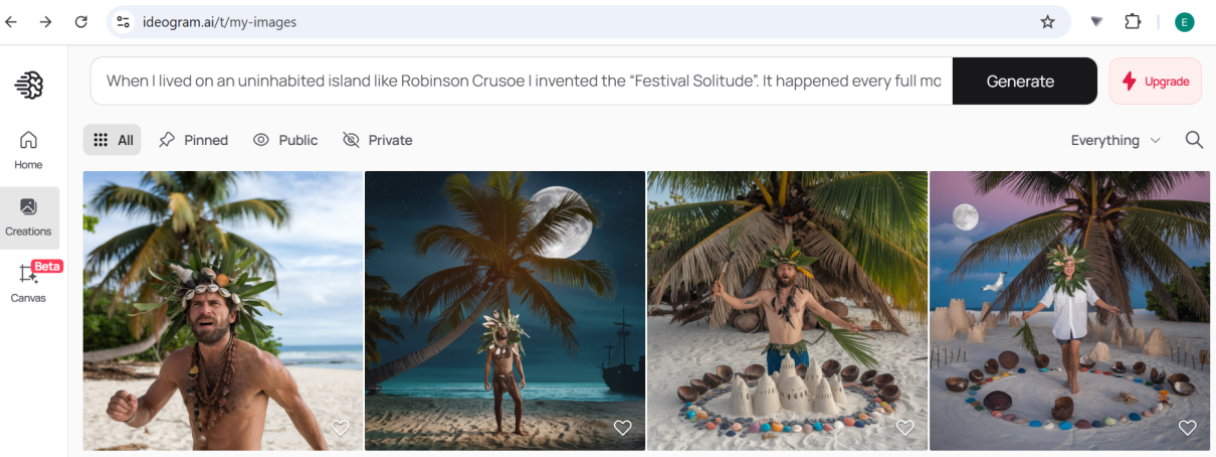 ideogram.ai/t/my-images
E
When I lived on an uninhabited island like Robinson Crusoe I invented the “Festival Solitude”. It happened every full mo
Generate
Upgrade
All
Pinned
Public
Private
Everything
Home
Creations
Beta
Canvas